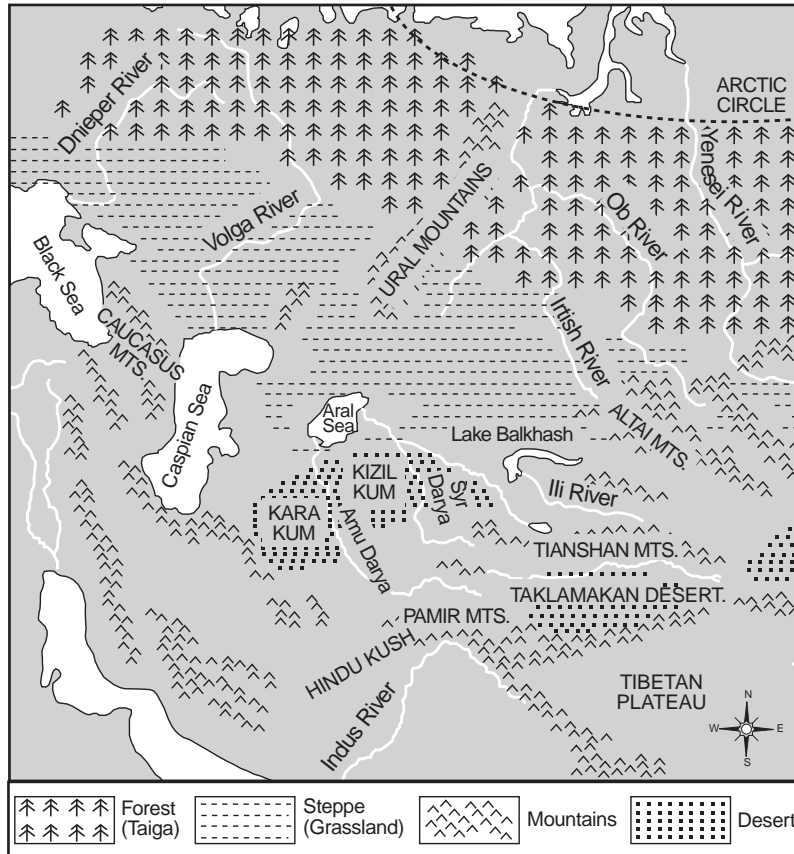 ARCTIC
CIRCLE
Dnieper River
Yenesei River
Volga River
URAL MOUNTAINS
Ob River
Black Sea
CAUCASUS
MTS.
Irtish River
Caspian Sea
Aral
Sea
Lake Balkhash
ALTAI MTS.
KIZIL
KUM
Syr
Darya
Ili River
KARA
KUM
Amu Darya
TIANSHAN MTS.
TAKLAMAKAN DESERT.
PAMIR MTS.
HINDU KUSH
Indus River
TIBETAN
PLATEAU
N
W
E
S
Forest
(Taiga)
Steppe
(Grassland)
Mountains
Desert